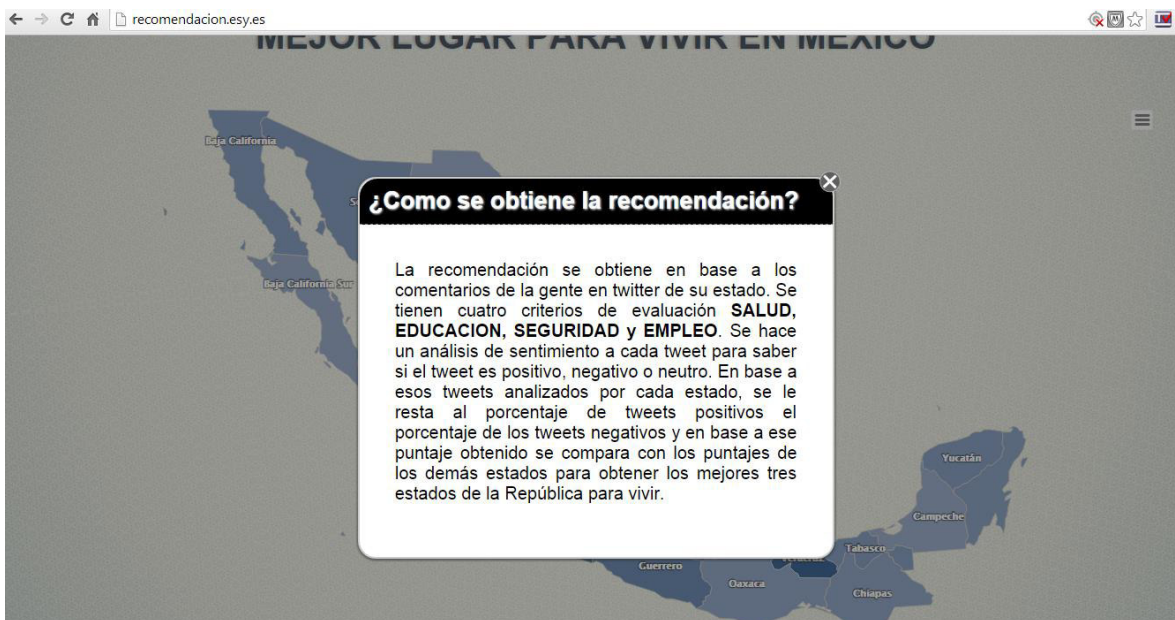 recomendacion.esy.es
MEJOR LUGAR PARA VIVIR EN MEXICO
Baja California
¿Como se obtiene la recomendación?
La recomendación se obtiene en base a los
comentarios de la gente en twitter de su estado. Se
tienen cuatro criterios de evaluación SALUD,
EDUCACION, SEGURIDAD y EMPLEO. Se hace
un análisis de sentimiento a cada tweet para saber
si el tweet es positivo, negativo o neutro. En base a
esos tweets analizados por cada estado, se le
resta al porcentaje de tweets positivos el
porcentaje de los tweets negativos y en base a ese
puntaje obtenido se compara con los puntajes de
los demás estados para obtener los mejores tres
estados de la República para vivir.
Baja California Sur
Yucatán
Campeche
Tabasco
Guerrero
Oaxaca
Chiapas